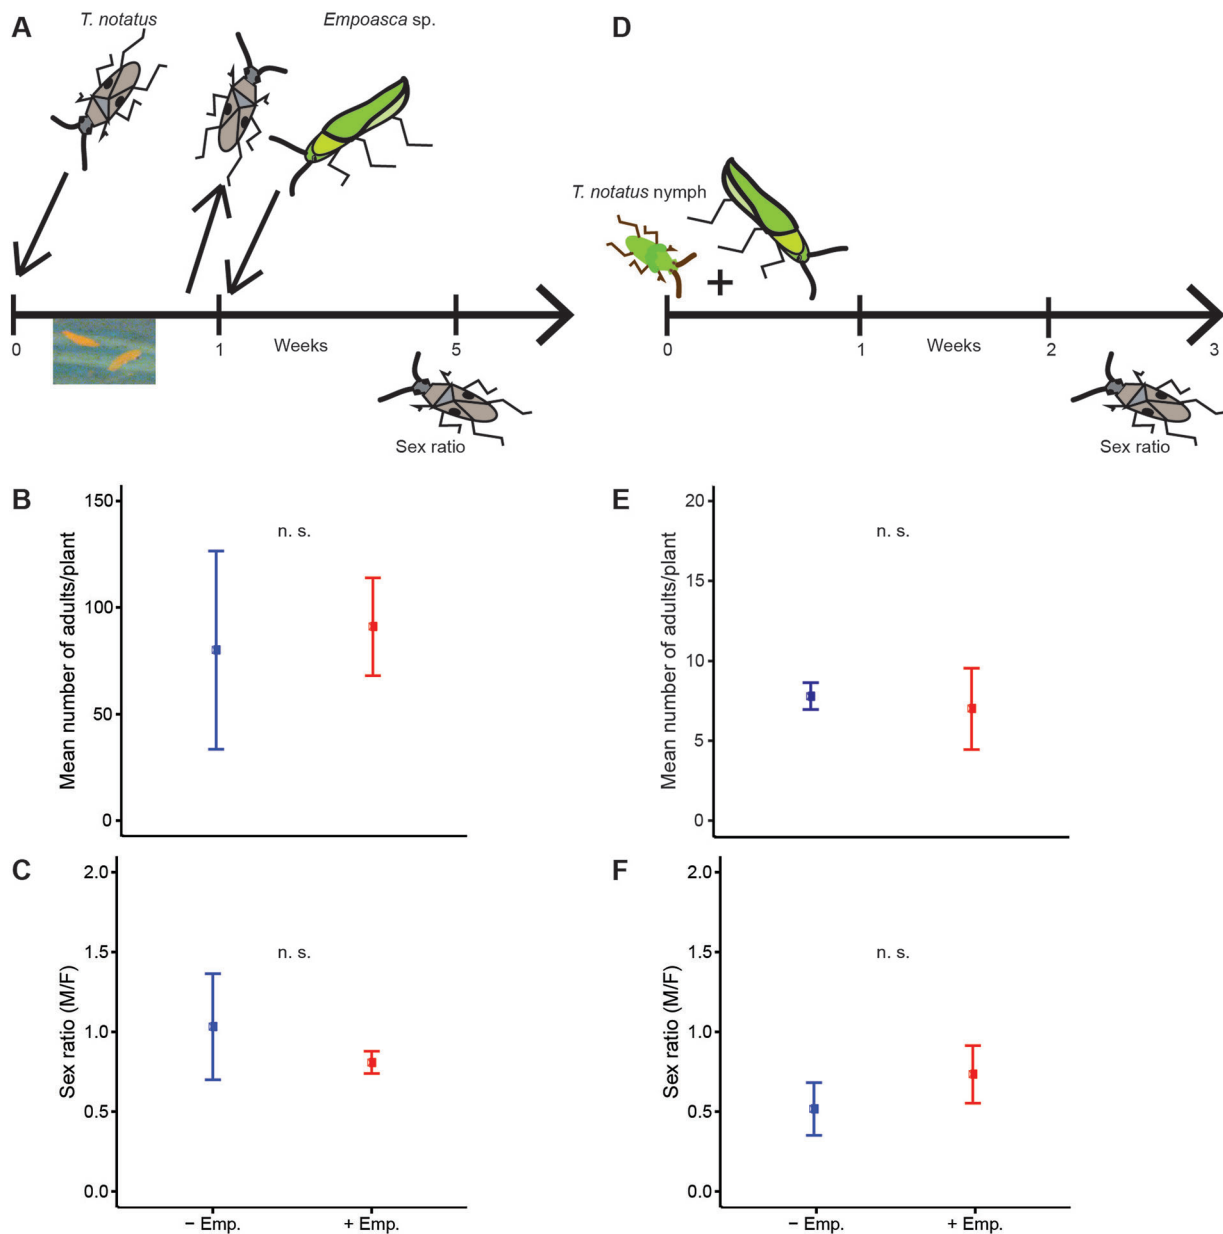 A
T. notatus
Empoasca sp.
0
1
Weeks
5
Sex ratio
D
T. notatus nymph
+
0
1
Weeks
2
3
Sex ratio
B
Mean number of adults/plant
150
100
50
0
n. s.
E
Mean number of adults/plant
20
15
10
5
0
n. s.
C
Sex ratio (M/F)
2.0
1.5
1.0
0.5
0.0
n. s.
− Emp.
+ Emp.
F
Sex ratio (M/F)
2.0
1.5
1.0
0.5
0.0
n. s.
− Emp.
+ Emp.